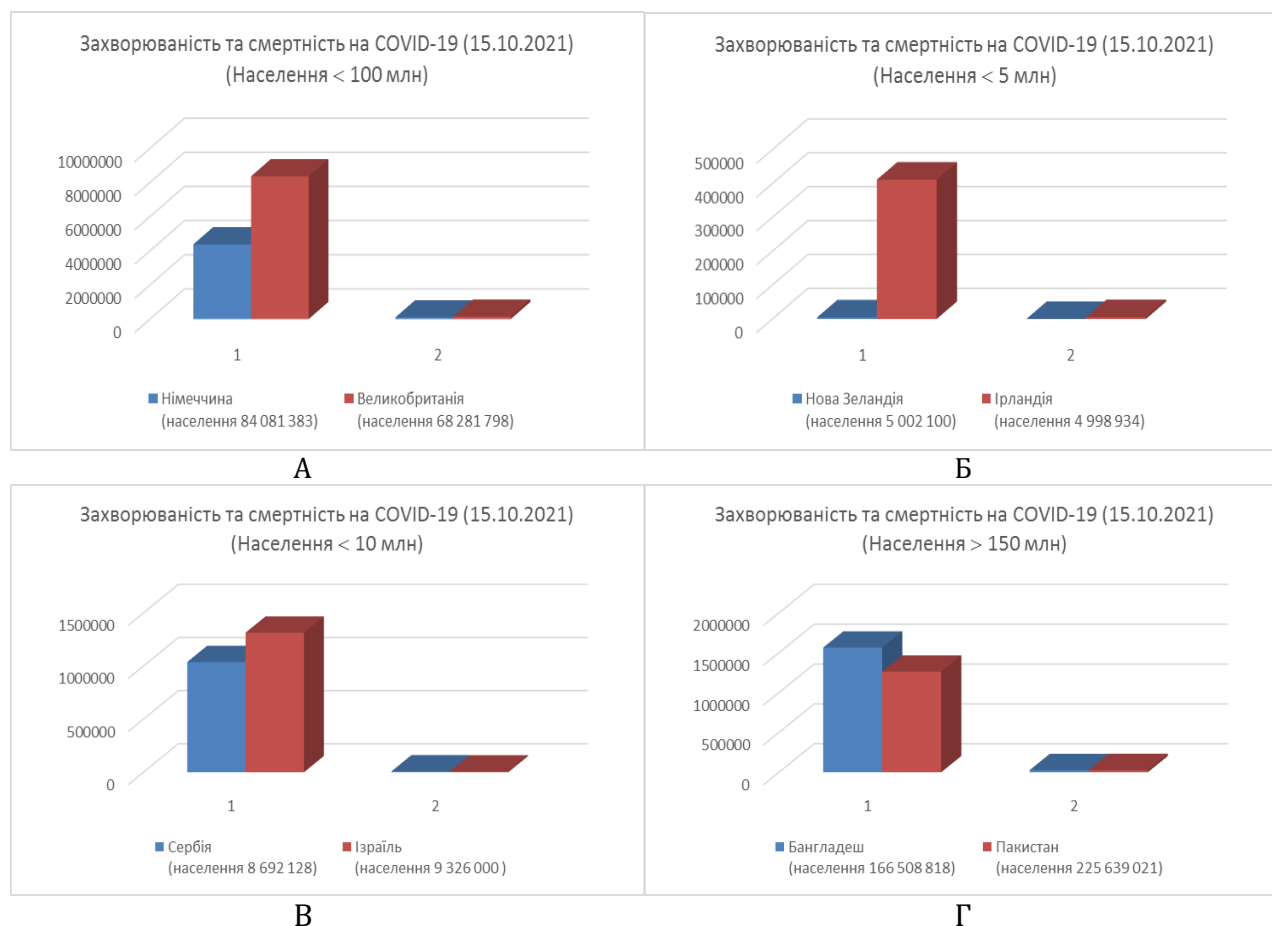 Захворюваність та смертність на COVID-19 (15.10.2021)
(Населення < 100 млн)
10000000
8000000
6000000
4000000
2000000
0
1
2
Німеччина
(населення 84 081 383)
Великобританія
(населення 68 281 798)
А
Захворюваність та смертність на COVID-19 (15.10.2021)
(Населення < 5 млн)
500000
400000
300000
200000
100000
0
1
2
Нова Зеландія
(населення 5 002 100)
Ірландія
(населення 4 998 934)
Б
Захворюваність та смертність на COVID-19 (15.10.2021)
(Населення < 10 млн)
1500000
1000000
500000
0
1
2
Сербія
(населення 8 692 128)
Ізраїль
(населення 9 326 000 )
В
Захворюваність та смертність на COVID-19 (15.10.2021)
(Населення > 150 млн)
2000000
1500000
1000000
500000
0
1
2
Бангладеш
(населення 166 508 818)
Пакистан
(населення 225 639 021)
Г